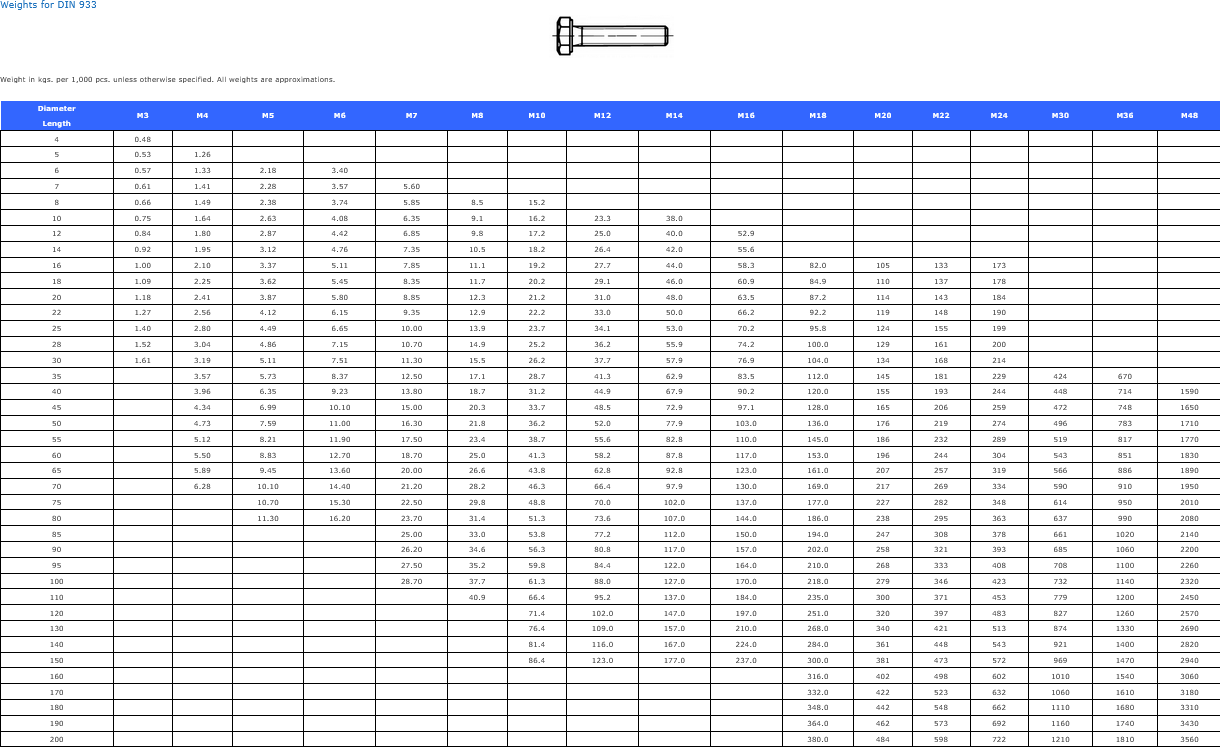 Weights for DIN 933
Weight in kgs. per 1,000 pcs. unless otherwise specified. All weights are approximations.
Diameter
Length M3 M4 M5 M6 M7 M8 M10 M12 M14 M16 M18 M20 M22 M24 M30 M36 M48
4 0.48
5 0.53 1.26
6 0.57 1.33 2.18 3.40
7 0.61 1.41 2.28 3.57 5.60
8 0.66 1.49 2.38 3.74 5.85 8.5 15.2
10 0.75 1.64 2.63 4.08 6.35 9.1 16.2 23.3 38.0
12 0.84 1.80 2.87 4.42 6.85 9.8 17.2 25.0 40.0 52.9
14 0.92 1.95 3.12 4.76 7.35 10.5 18.2 26.4 42.0 55.6
16 1.00 2.10 3.37 5.11 7.85 11.1 19.2 27.7 44.0 58.3 82.0 105 133 173
18 1.09 2.25 3.62 5.45 8.35 11.7 20.2 29.1 46.0 60.9 84.9 110 137 178
20 1.18 2.41 3.87 5.80 8.85 12.3 21.2 31.0 48.0 63.5 87.2 114 143 184
22 1.27 2.56 4.12 6.15 9.35 12.9 22.2 33.0 50.0 66.2 92.2 119 148 190
25 1.40 2.80 4.49 6.65 10.00 13.9 23.7 34.1 53.0 70.2 95.8 124 155 199
28 1.52 3.04 4.86 7.15 10.70 14.9 25.2 36.2 55.9 74.2 100.0 129 161 200
30 1.61 3.19 5.11 7.51 11.30 15.5 26.2 37.7 57.9 76.9 104.0 134 168 214
35 3.57 5.73 8.37 12.50 17.1 28.7 41.3 62.9 83.5 112.0 145 181 229 424 670
40 3.96 6.35 9.23 13.80 18.7 31.2 44.9 67.9 90.2 120.0 155 193 244 448 714 1590
45 4.34 6.99 10.10 15.00 20.3 33.7 48.5 72.9 97.1 128.0 165 206 259 472 748 1650
50 4.73 7.59 11.00 16.30 21.8 36.2 52.0 77.9 103.0 136.0 176 219 274 496 783 1710
55 5.12 8.21 11.90 17.50 23.4 38.7 55.6 82.8 110.0 145.0 186 232 289 519 817 1770
60 5.50 8.83 12.70 18.70 25.0 41.3 58.2 87.8 117.0 153.0 196 244 304 543 851 1830
65 5.89 9.45 13.60 20.00 26.6 43.8 62.8 92.8 123.0 161.0 207 257 319 566 886 1890
70 6.28 10.10 14.40 21.20 28.2 46.3 66.4 97.9 130.0 169.0 217 269 334 590 910 1950
75 10.70 15.30 22.50 29.8 48.8 70.0 102.0 137.0 177.0 227 282 348 614 950 2010
80 11.30 16.20 23.70 31.4 51.3 73.6 107.0 144.0 186.0 238 295 363 637 990 2080
85 25.00 33.0 53.8 77.2 112.0 150.0 194.0 247 308 378 661 1020 2140
90 26.20 34.6 56.3 80.8 117.0 157.0 202.0 258 321 393 685 1060 2200
95 27.50 35.2 59.8 84.4 122.0 164.0 210.0 268 333 408 708 1100 2260
100 28.70 37.7 61.3 88.0 127.0 170.0 218.0 279 346 423 732 1140 2320
110 40.9 66.4 95.2 137.0 184.0 235.0 300 371 453 779 1200 2450
120 71.4 102.0 147.0 197.0 251.0 320 397 483 827 1260 2570
130 76.4 109.0 157.0 210.0 268.0 340 421 513 874 1330 2690
140 81.4 116.0 167.0 224.0 284.0 361 448 543 921 1400 2820
150 86.4 123.0 177.0 237.0 300.0 381 473 572 969 1470 2940
160 316.0 402 498 602 1010 1540 3060
170 332.0 422 523 632 1060 1610 3180
180 348.0 442 548 662 1110 1680 3310
190 364.0 462 573 692 1160 1740 3430
200 380.0 484 598 722 1210 1810 3560